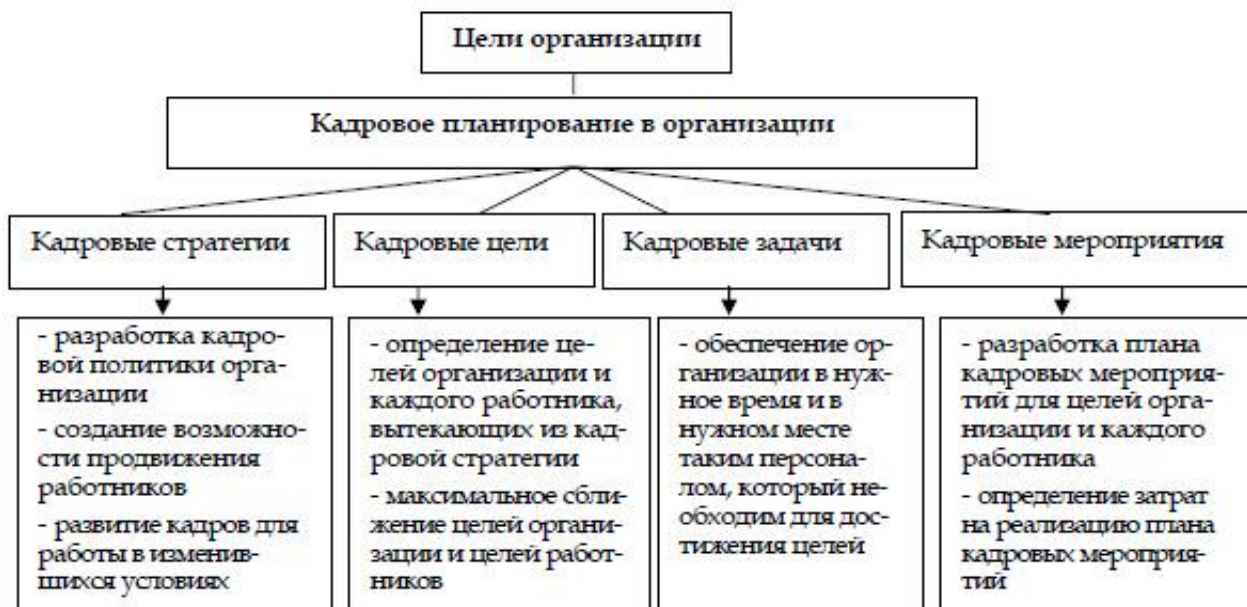 Цели организации
Кадровое планирование в организации
Кадровые стратегии
Кадровые цели
Кадровые задачи
Кадровые мероприятия
- разработка кадро-
вой политики орга-
низации
- создание возможно-
сти продвижения
работников
- развитие кадров для
работы в изменив-
шихся условиях
- определение це-
лей организации и
каждого работника,
вытекающих из кад-
ровой стратегии
- максимальное сбли-
жение целей органи-
зации и целей работ-
ников
- обеспечение ор-
ганизации в нуж-
ное время и в
нужном месте
таким персона-
лом, который не-
обходим для дос-
тижения целей
- разработка плана
кадровых мероприя-
тий для целей орга-
низации и каждого
работника
- определение затрат
на реализацию плана
кадровых мероприя-
тий